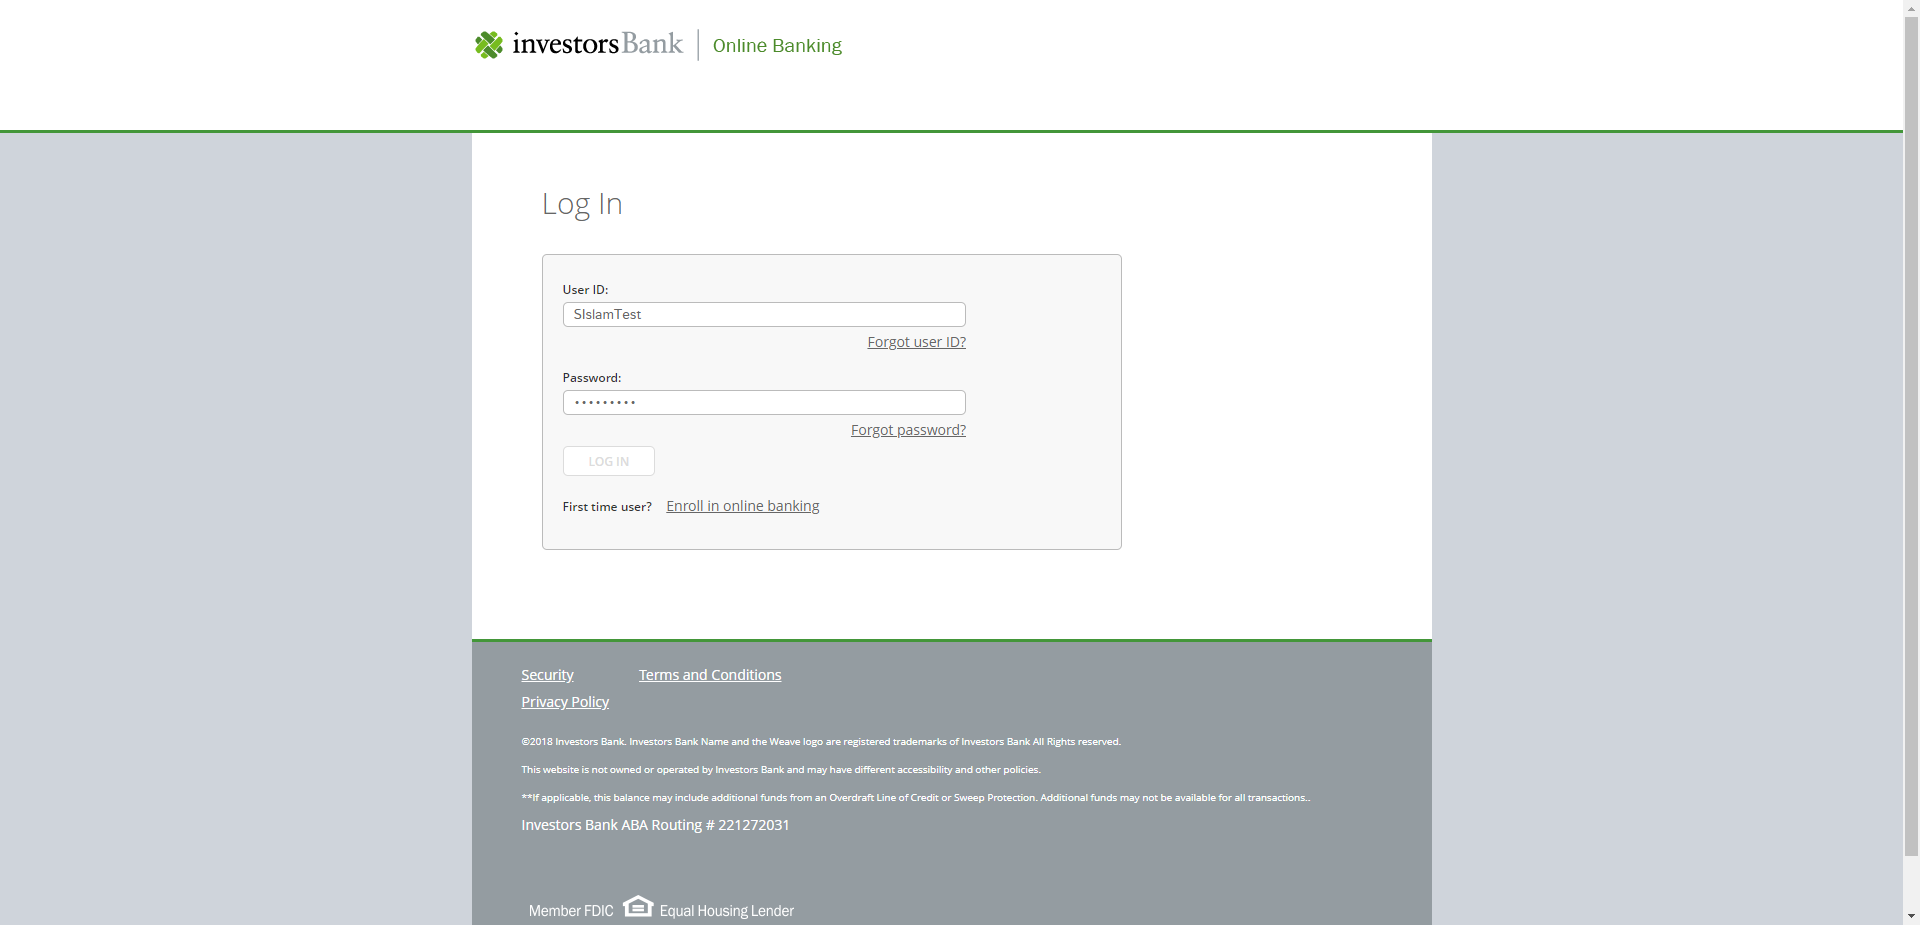 investorsBank | Online Banking
Log In
User ID:
SIslamTest
Forgot user ID?
Password:
•••••••••
Forgot password?
LOG IN
First time user? Enroll in online banking
Security Terms and Conditions
Privacy Policy
©2018 Investors Bank. Investors Bank Name and the Weave logo are registered trademarks of Investors Bank All Rights reserved.
This website is not owned or operated by Investors Bank and may have different accessibility and other policies.
**If applicable, this balance may include additional funds from an Overdraft Line of Credit or Sweep Protection. Additional funds may not be available for all transactions..
Investors Bank ABA Routing # 221272031
Member FDIC Equal Housing Lender